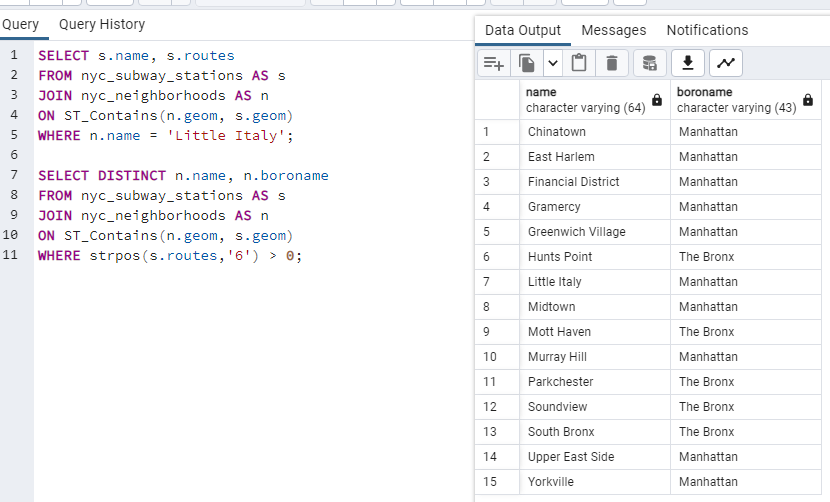 Query Query History
1 SELECT s.name, s.routes
2 FROM nyc_subway_stations AS s
3 JOIN nyc_neighborhoods AS n
4 ON ST_Contains(n.geom, s.geom)
5 WHERE n.name = 'Little Italy';
6
7 SELECT DISTINCT n.name, n.boroname
8 FROM nyc_subway_stations AS s
9 JOIN nyc_neighborhoods AS n
10 ON ST_Contains(n.geom, s.geom)
11 WHERE strpos(s.routes,'6') > 0;
Data Output Messages Notifications
name boroname
character varying (64) character varying (43)
1 Chinatown Manhattan
2 East Harlem Manhattan
3 Financial District Manhattan
4 Gramercy Manhattan
5 Greenwich Village Manhattan
6 Hunts Point The Bronx
7 Little Italy Manhattan
8 Midtown Manhattan
9 Mott Haven The Bronx
10 Murray Hill Manhattan
11 Parkchester The Bronx
12 Soundview The Bronx
13 South Bronx The Bronx
14 Upper East Side Manhattan
15 Yorkville Manhattan